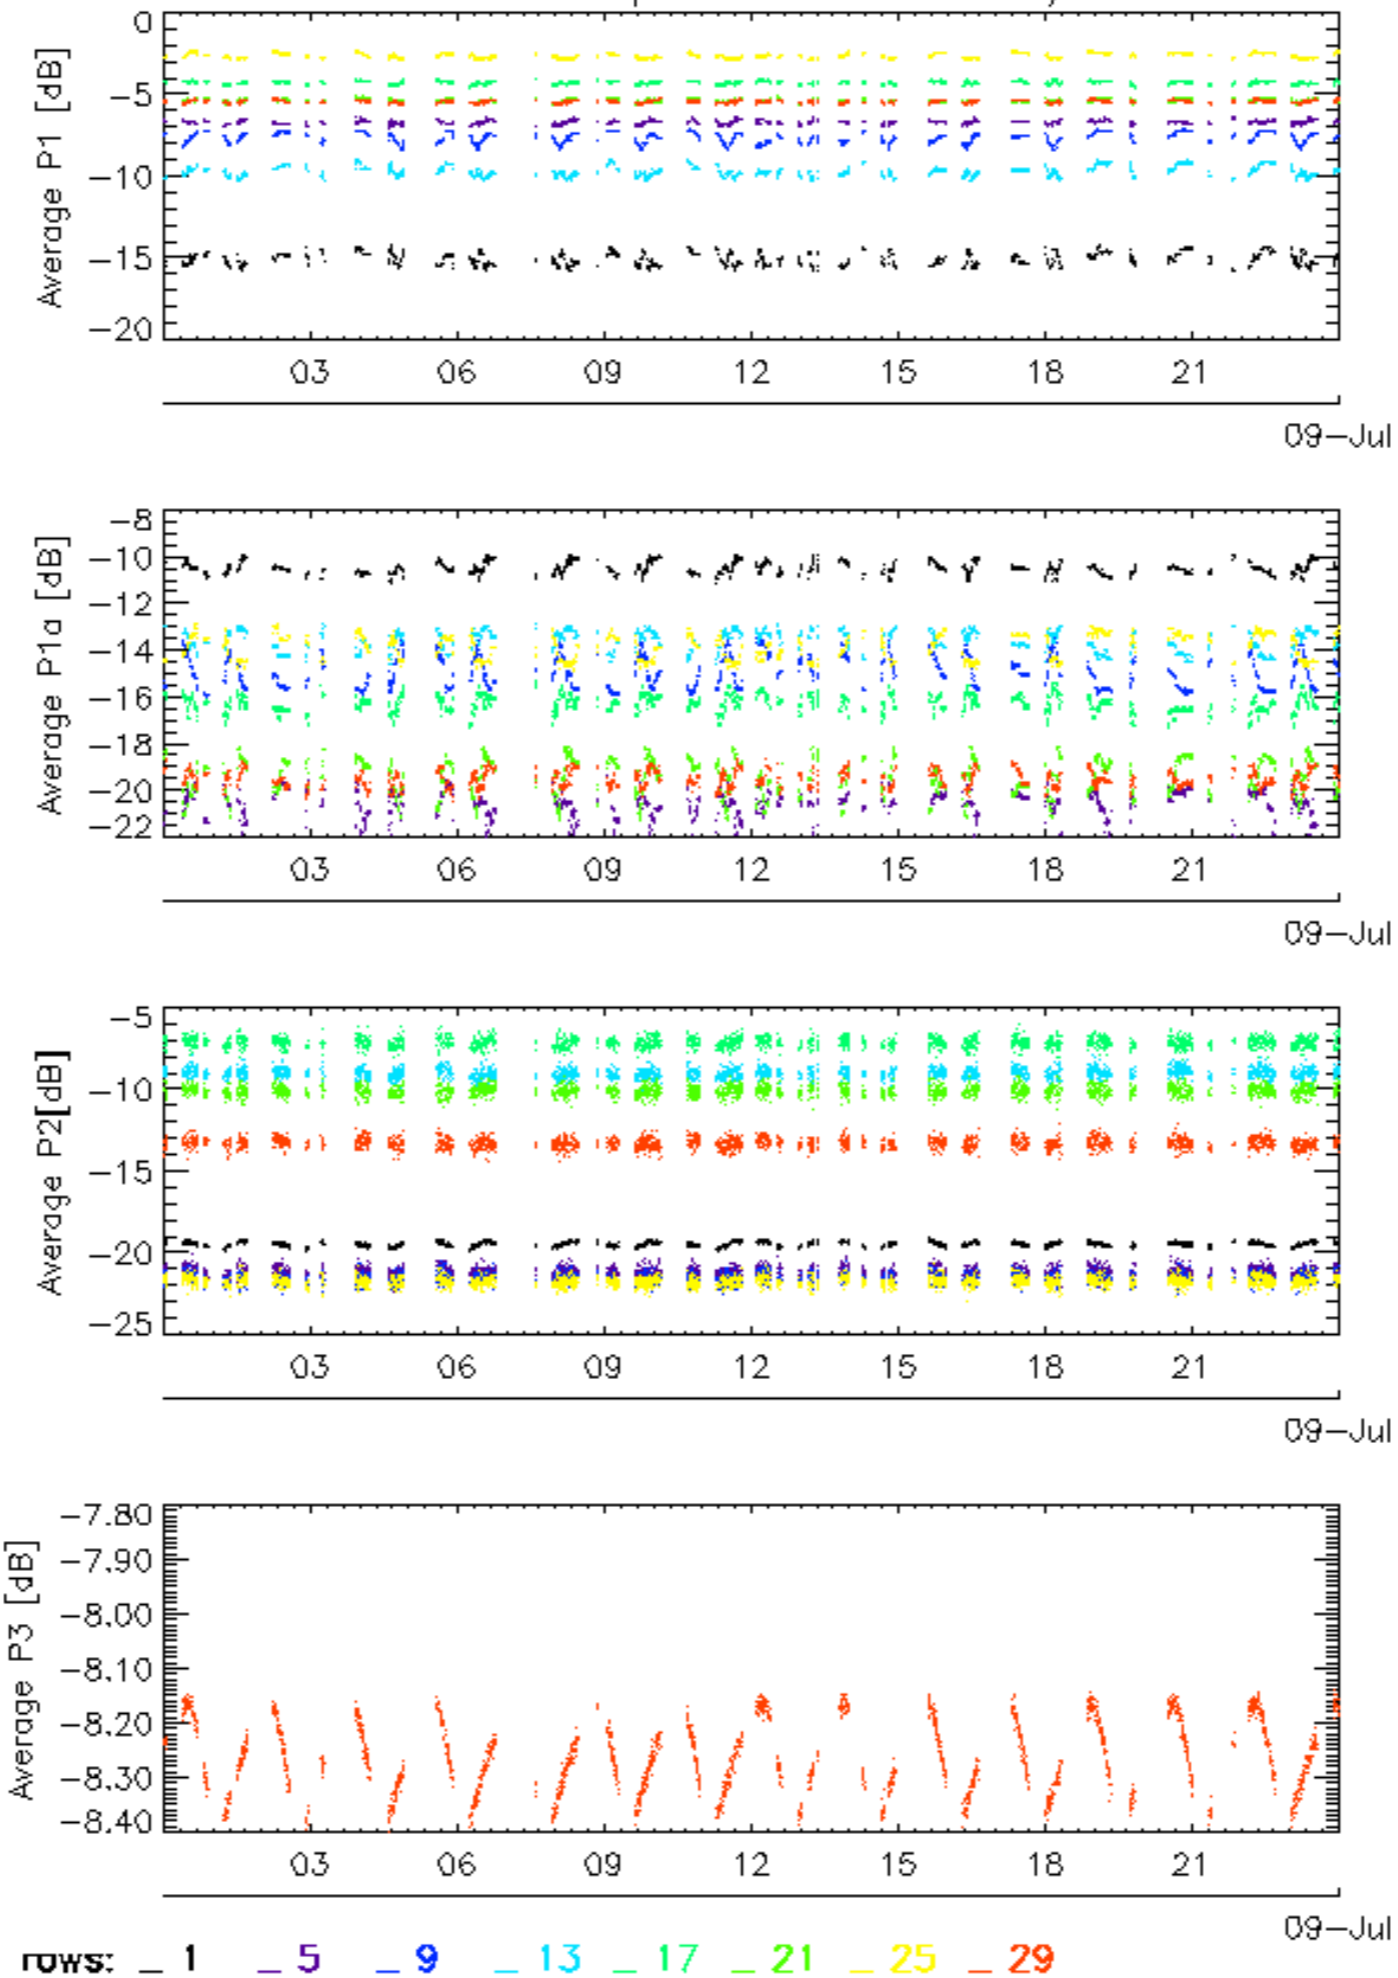 0
−5
−10
−15
−20
Average P1 [dB]
03 06 09 12 15 18 21
09−Jul
−8
−10
−12
−14
−16
−18
−20
−22
Average P1a [dB]
03 06 09 12 15 18 21
09−Jul
−5
−10
−15
−20
−25
Average P2[dB]
03 06 09 12 15 18 21
09−Jul
−7.80
−7.90
−8.00
−8.10
−8.20
−8.30
−8.40
Average P3 [dB]
03 06 09 12 15 18 21
09−Jul
rows: _ 1 _ 5 _ 9 _ 13 _ 17 _ 21 _ 25 _ 29